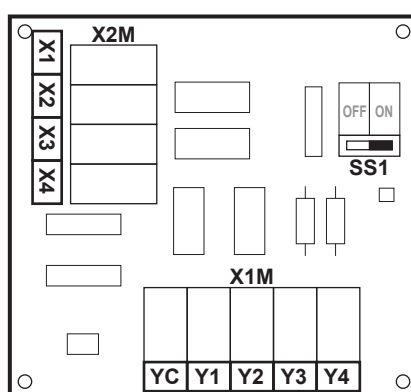 X2M
X1
X2
X3
X4
OFF ON
SS1
X1M
YC Y1 Y2 Y3 Y4